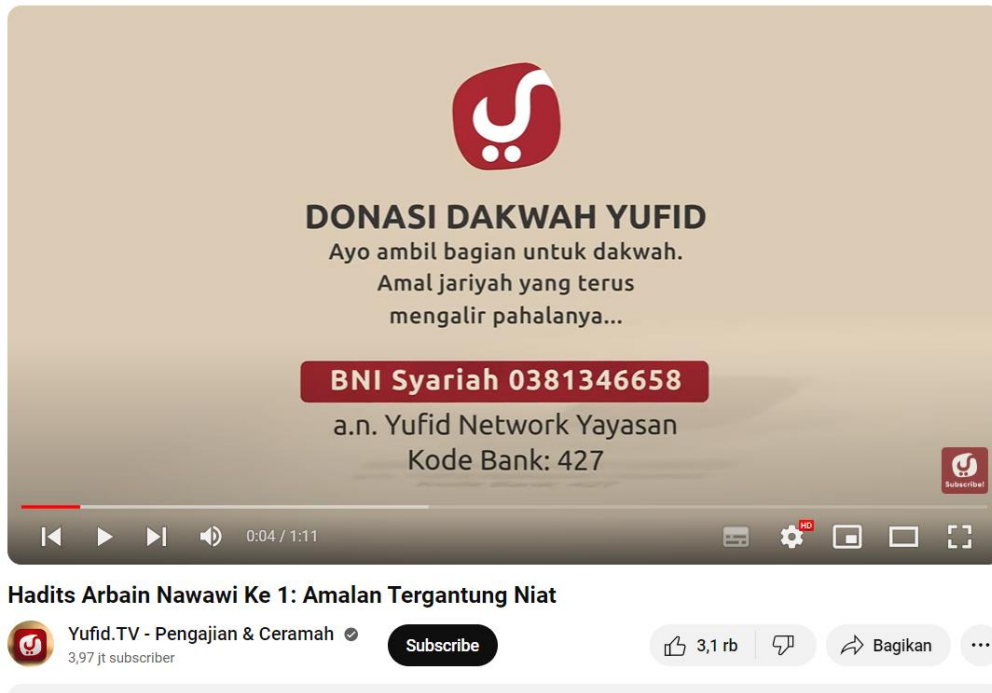 DONASI DAKWAH YUFID
Ayo ambil bagian untuk dakwah.
Amal jariyah yang terus
mengalir pahalanya...
BNI Syariah 0381346658
a.n. Yufid Network Yayasan
Kode Bank: 427
Subscribe!
0:04 / 1:11
HD
Hadits Arbain Nawawi Ke 1: Amalan Tergantung Niat
Yufid.TV - Pengajian & Ceramah
3,97 jt subscriber
Subscribe
3,1 rb
Bagikan